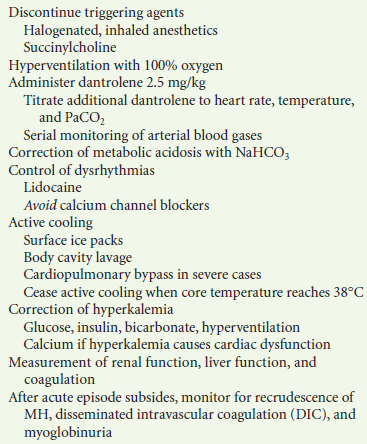 Discontinue triggering agents
Halogenated, inhaled anesthetics
Succinylcholine
Hyperventilation with 100% oxygen
Administer dantrolene 2.5 mg/kg
Titrate additional dantrolene to heart rate, temperature,
and PaCO₂
Serial monitoring of arterial blood gases
Correction of metabolic acidosis with NaHCO₃
Control of dysrhythmias
Lidocaine
Avoid calcium channel blockers
Active cooling
Surface ice packs
Body cavity lavage
Cardiopulmonary bypass in severe cases
Cease active cooling when core temperature reaches 38°C
Correction of hyperkalemia
Glucose, insulin, bicarbonate, hyperventilation
Calcium if hyperkalemia causes cardiac dysfunction
Measurement of renal function, liver function, and
coagulation
After acute episode subsides, monitor for recrudescence of
MH, disseminated intravascular coagulation (DIC), and
myoglobinuria